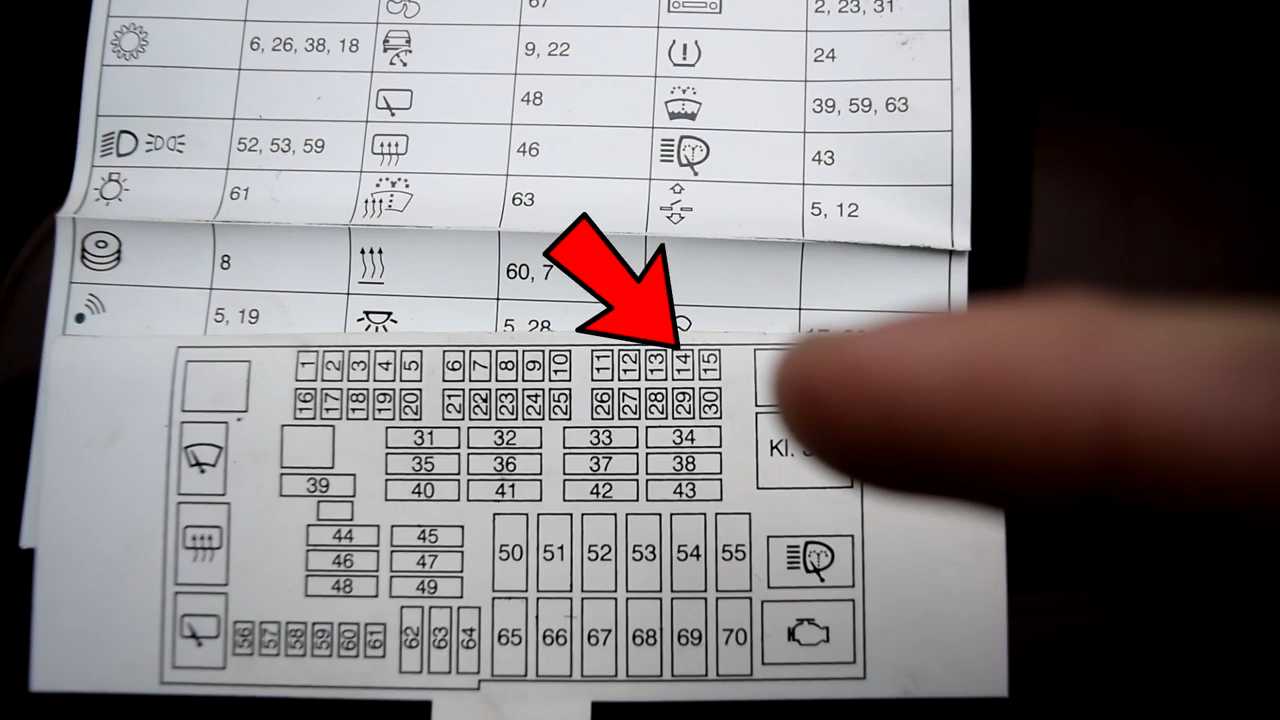 67 2, 23, 31
6, 26, 38, 18 9, 22 24
48 39, 59, 63
52, 53, 59 46 43
61 63 5, 12
8 60, 7
5, 19 5, 28
1 2 3 4 5 6 7 8 9 10 11 12 13 14 15
16 17 18 19 20 21 22 23 24 25 26 27 28 29 30
31 32 33 34
35 36 37 38
39 40 41 42 43
44 45
46 47
48 49
50 51 52 53 54 55
Kl.
56 57 58 59 60 61 62 63 64 65 66 67 68 69 70